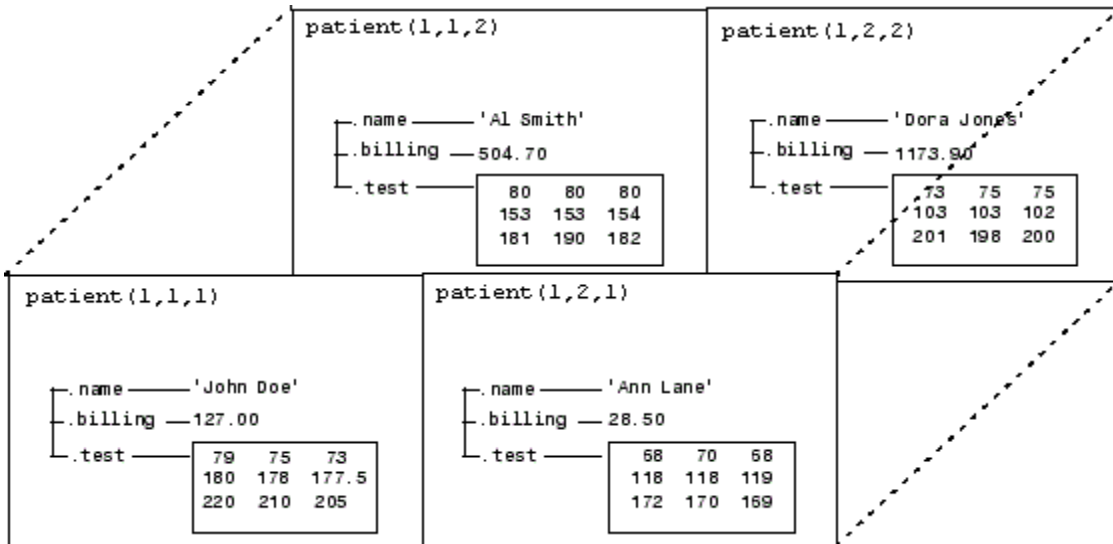 patient(1,1,2)
.name 'Al Smith'
.billing 504.70
.test
80 80 80
153 153 154
181 190 182
patient(1,2,2)
.name 'Dora Jones'
.billing 1173.90
.test
73 75 75
103 103 102
201 198 200
patient(1,1,1)
.name 'John Doe'
.billing 127.00
.test
79 75 73
180 178 177.5
220 210 205
patient(1,2,1)
.name 'Ann Lane'
.billing 28.50
.test
68 70 68
118 118 119
172 170 169